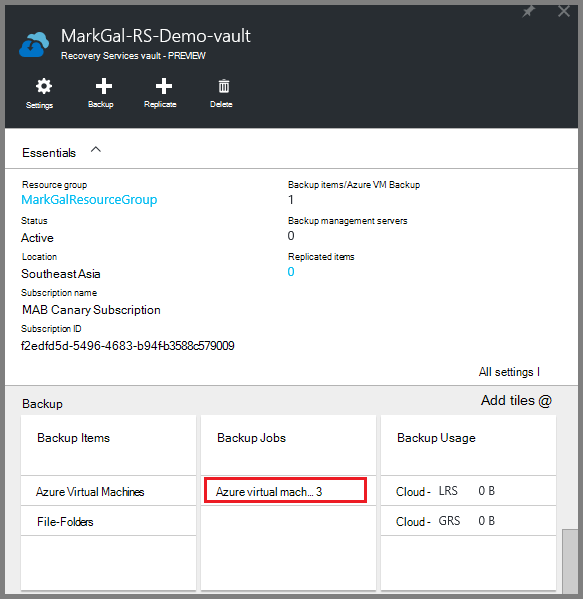 MarkGal-RS-Demo-vault
Recovery Services vault - PREVIEW
Settings Backup Replicate Delete
Essentials
Resource group
MarkGalResourceGroup
Status
Active
Location
Southeast Asia
Subscription name
MAB Canary Subscription
Subscription ID
f2edfd5d-5496-4683-b94f-b3588c579009
Backup items/Azure VM Backup
1
Backup management servers
0
Replicated items
0
All settings I
Backup
Add tiles @
Backup Items
Azure Virtual Machines
File-Folders
Backup Jobs
Azure virtual mach... 3
Backup Usage
Cloud - LRS 0 B
Cloud - GRS 0 B